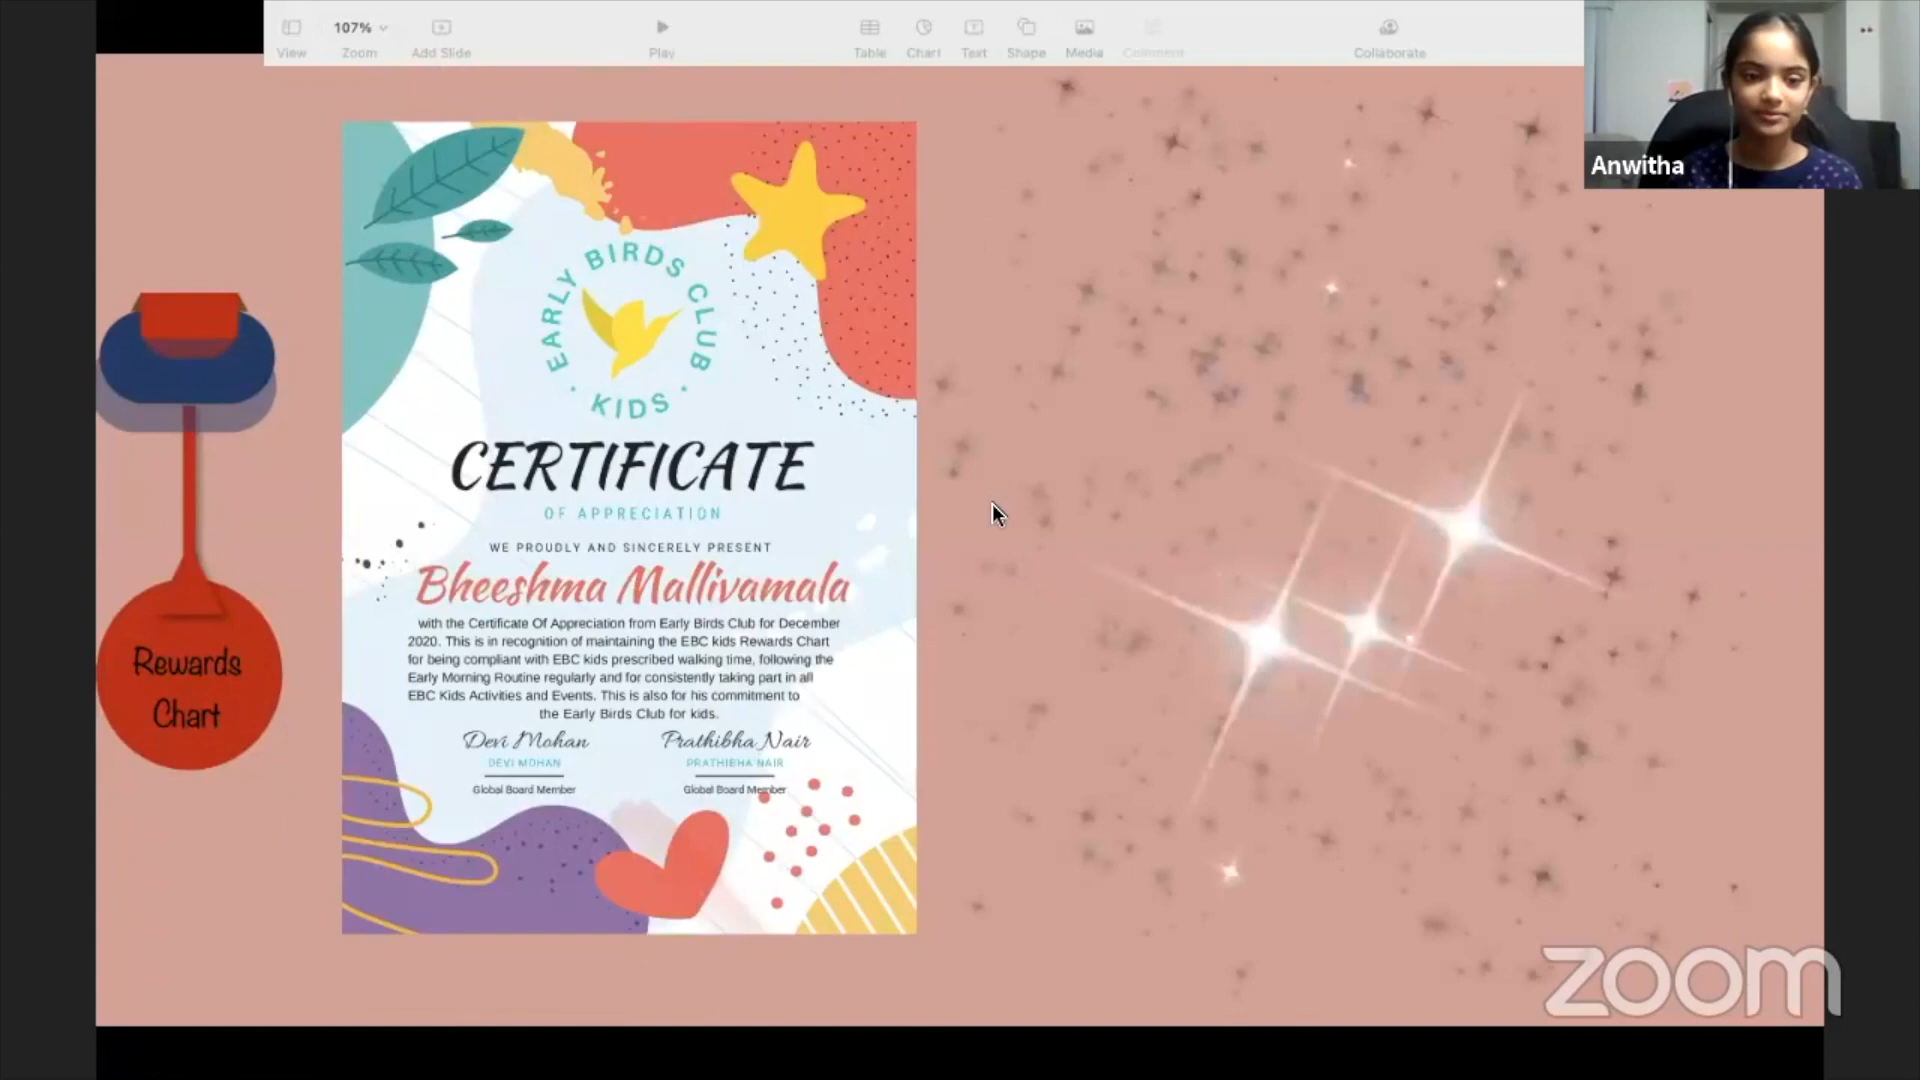 107%
View
Zoom
Add Slide
Play
Table
Chart
Text
Shape
Media
Comment
Collaborate
Anwitha
EARLY BIRDS CLUB
· KIDS ·
CERTIFICATE
OF APPRECIATION
WE PROUDLY AND SINCERELY PRESENT
Bheeshma Mallivamala
with the Certificate Of Appreciation from Early Birds Club for December
2020. This is in recognition of maintaining the EBC kids Rewards Chart
for being compliant with EBC kids prescribed walking time, following the
Early Morning Routine regularly and for consistently taking part in all
EBC Kids Activities and Events. This is also for his commitment to
the Early Birds Club for kids.
Devi Mohan
Prathibha Nair
DEVI MOHAN
PRATHIBHA NAIR
Global Board Member
Global Board Member
Rewards
Chart
zoom